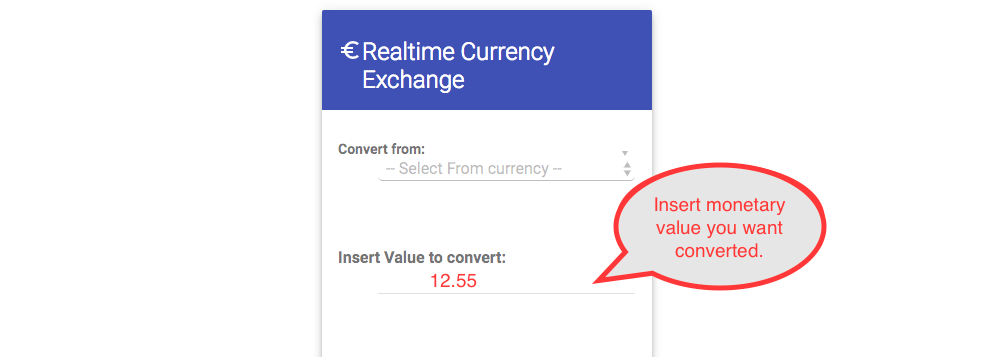 € Realtime Currency
Exchange
Convert from:
-- Select From currency --
Insert monetary
value you want
converted.
Insert Value to convert:
12.55